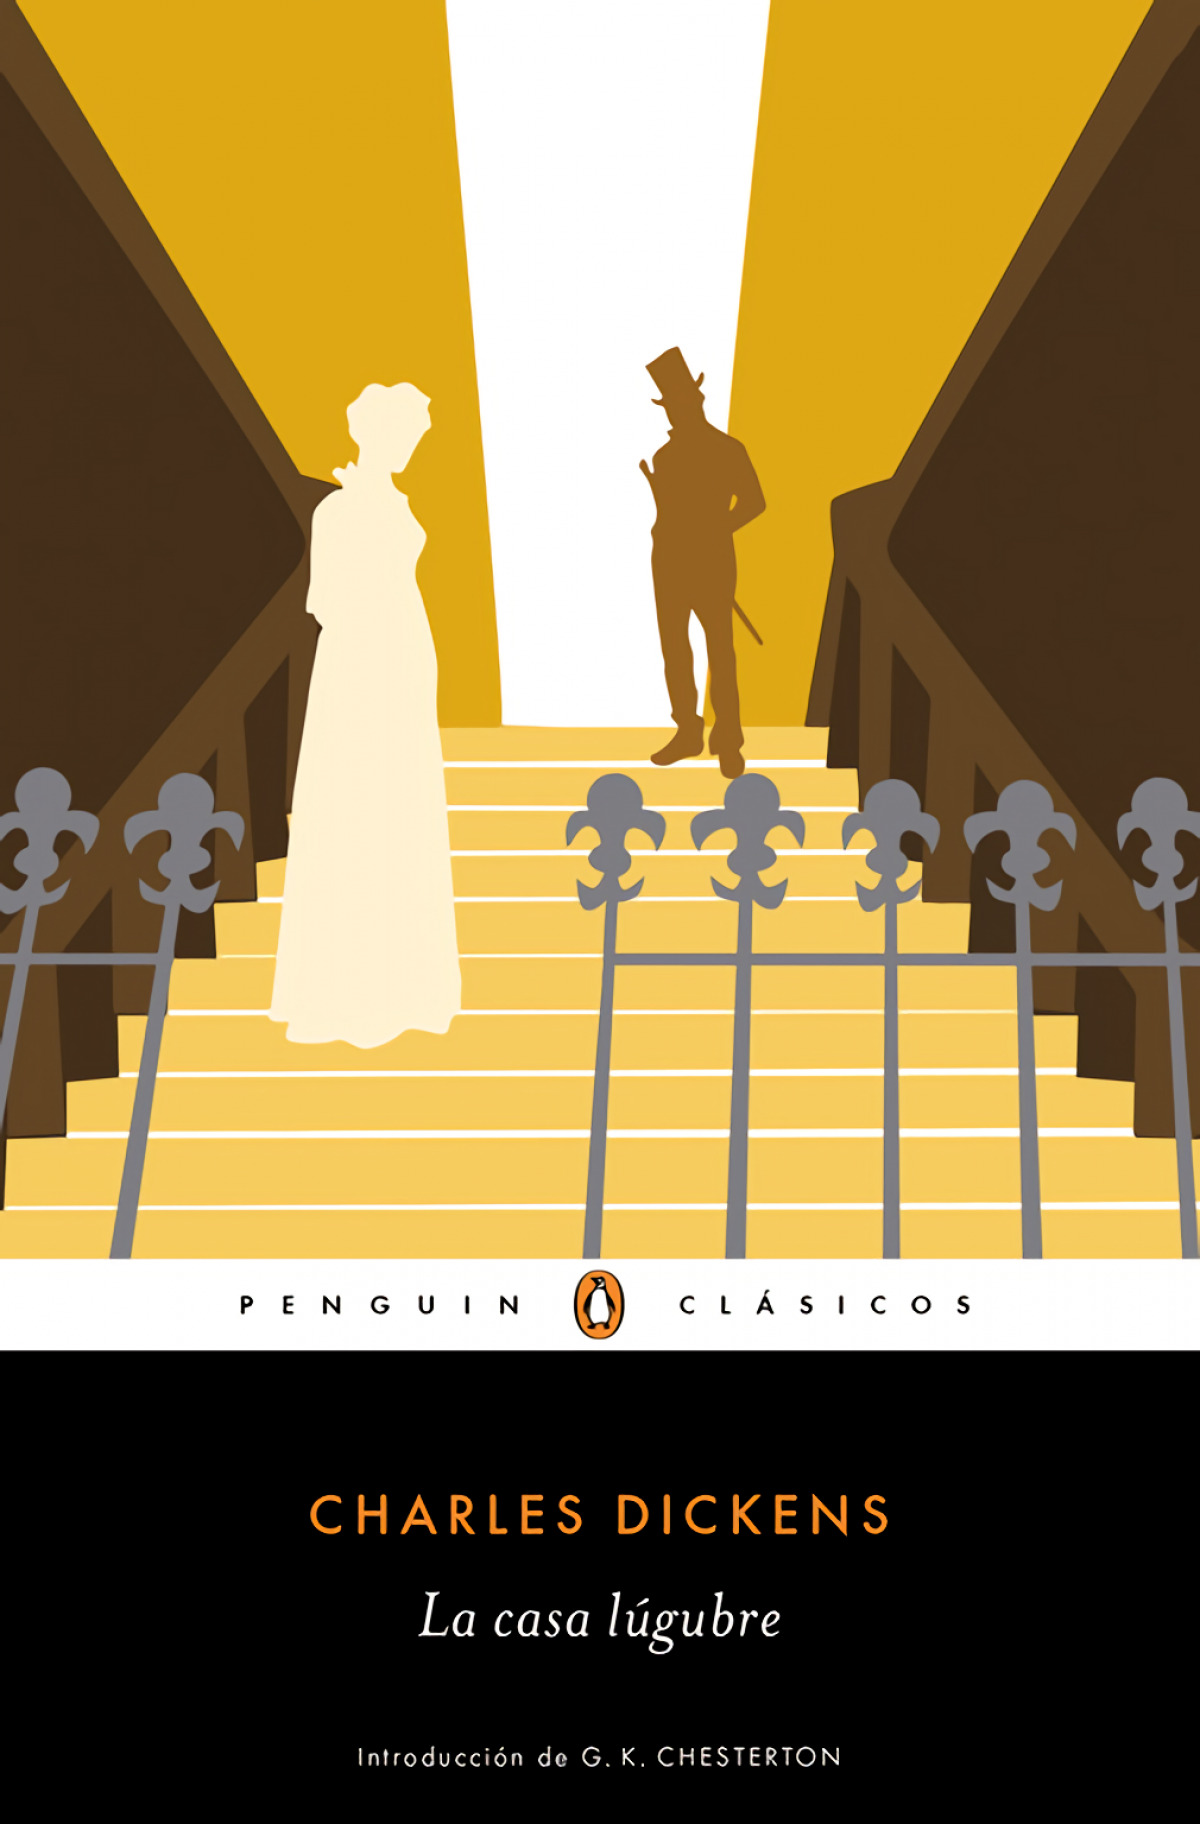 PENGUIN CLÁSICOS
CHARLES DICKENS
La casa lúgubre
Introducción de G. K. CHESTERTON